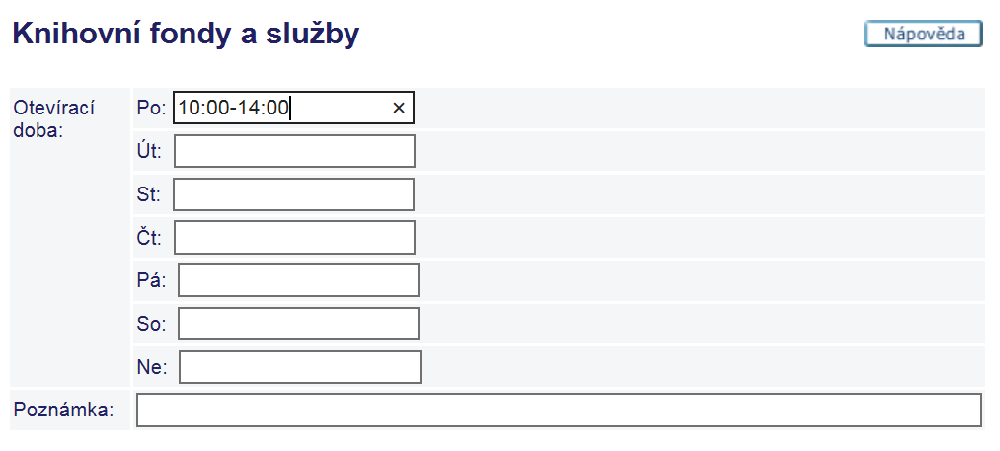 Knihovní fondy a služby
Nápověda
Otevírací doba:
Po: 10:00-14:00 ×
Út:
St:
Čt:
Pá:
So:
Ne:
Poznámka: